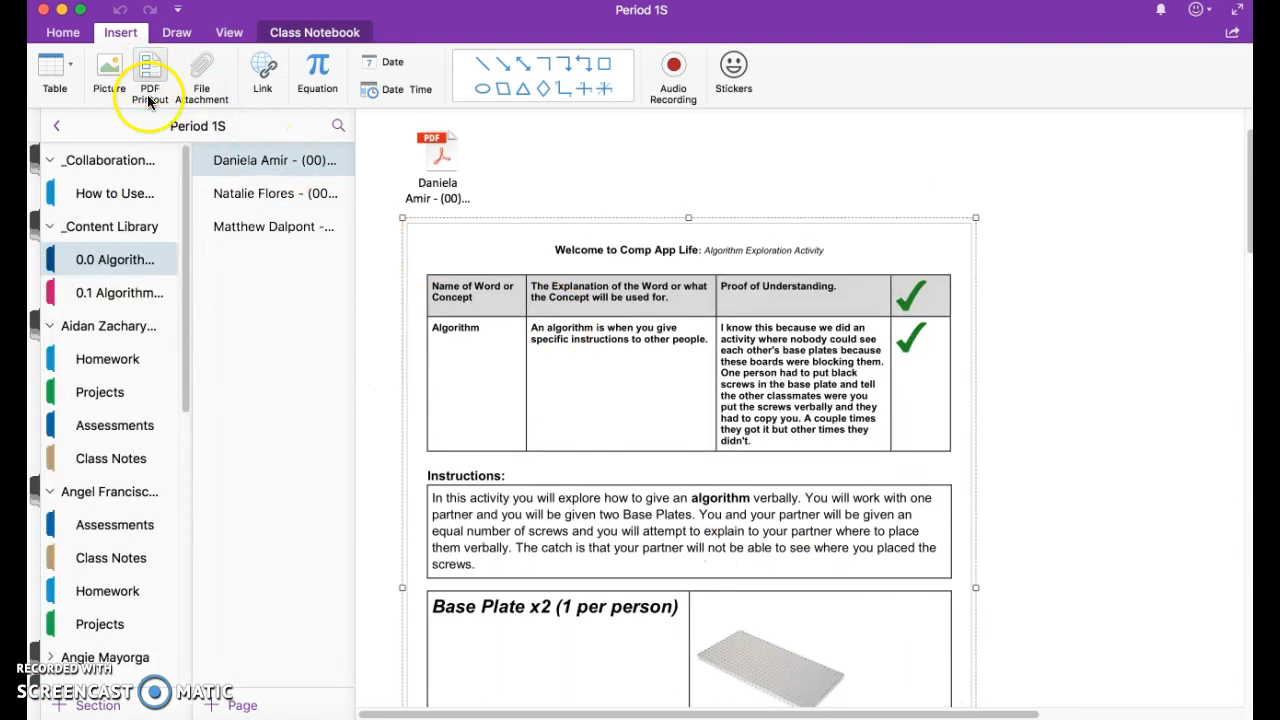 Period 1S
Home Insert Draw View Class Notebook
Table
Picture
PDF Printout
File Attachment
Link
Equation
Date
Date Time
Audio Recording
Stickers
Period 1S
_Collaboration...
How to Use...
_Content Library
0.0 Algorith...
0.1 Algorithm...
Aidan Zachary...
Homework
Projects
Assessments
Class Notes
Angel Francisc...
Assessments
Class Notes
Homework
Projects
Angie Mayorga
+ Section
Daniela Amir - (00)...
Natalie Flores - (00...
Matthew Dalpont -...
+ Page
PDF
Daniela
Amir - (00)...
Welcome to Comp App Life: Algorithm Exploration Activity
Name of Word or
Concept
The Explanation of the Word or what
the Concept will be used for.
Proof of Understanding.
Algorithm
An algorithm is when you give
specific instructions to other people.
I know this because we did an
activity where nobody could see
each other's base plates because
these boards were blocking them.
One person had to put black
screws in the base plate and tell
the other classmates were you
put the screws verbally and they
had to copy you. A couple times
they got it but other times they
didn't.
Instructions:
In this activity you will explore how to give an algorithm verbally. You will work with one
partner and you will be given two Base Plates. You and your partner will be given an
equal number of screws and you will attempt to explain to your partner where to place
them verbally. The catch is that your partner will not be able to see where you placed the
screws.
Base Plate x2 (1 per person)
RECORDED WITH
SCREENCAST MATIC